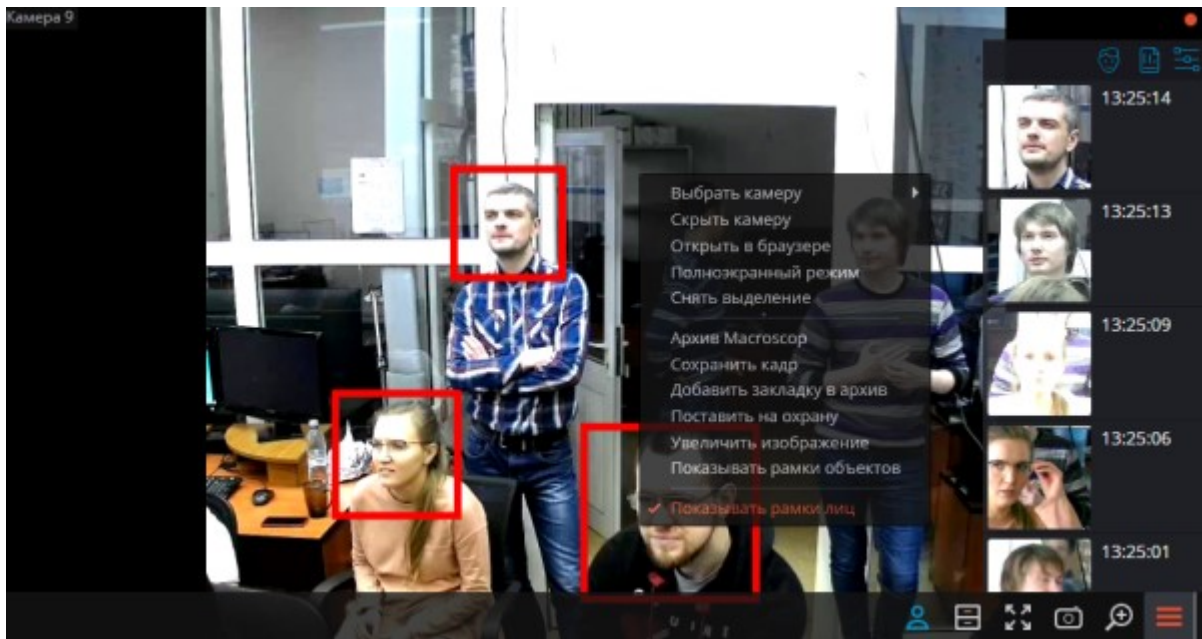 Камера 9
13:25:14
Выбрать камеру
Скрыть камеру
Открыть в браузере
Полноэкранный режим
Снять выделение
Архив Macroscop
Сохранить кадр
Добавить закладку в архив
Поставить на охрану
Увеличить изображение
Показывать рамки объектов
Показывать рамки лиц
13:25:13
13:25:09
13:25:06
13:25:01